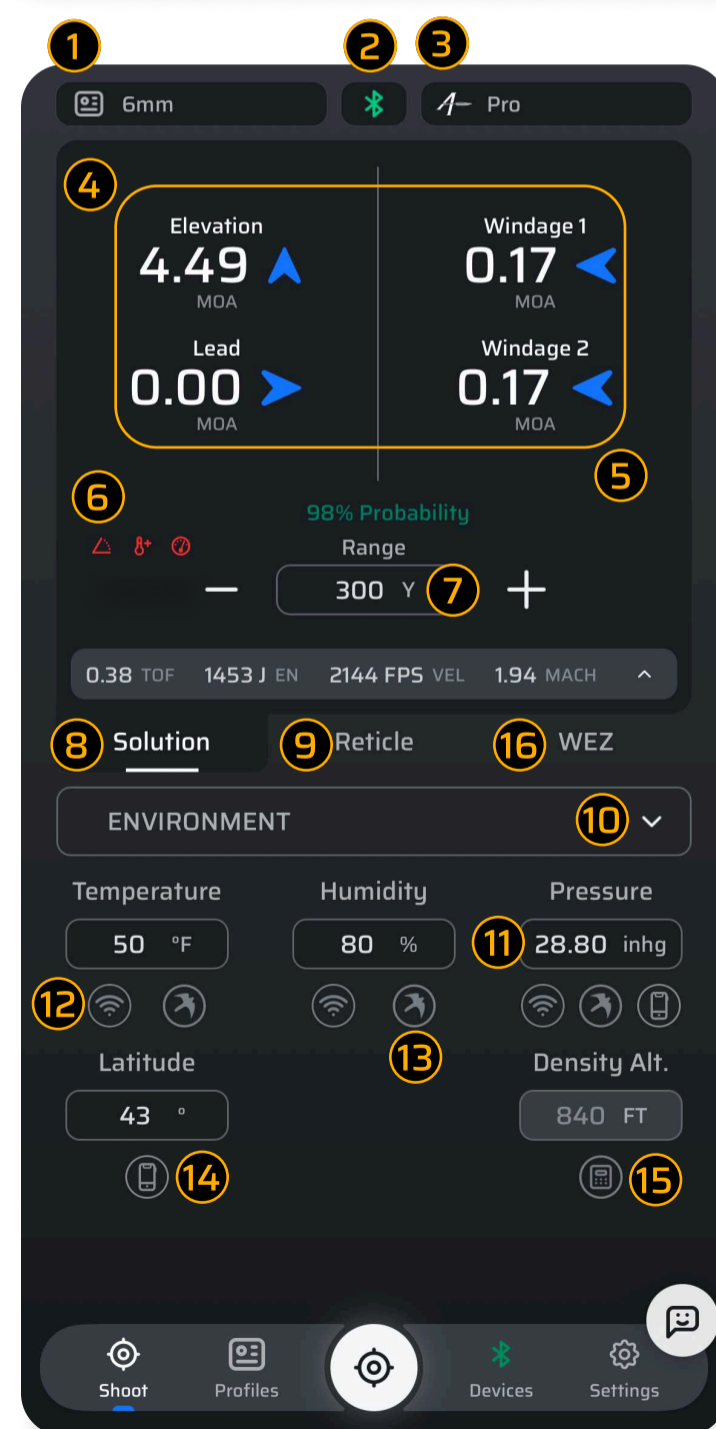 1 2 3
6mm Pro
4
Elevation Windage 1
4.49 0.17
MOA MOA
Lead Windage 2
0.00 0.17
MOA MOA
5
6
98% Probability
Range
300 Y 7
0.38 TOF 1453 J EN 2144 FPS VEL 1.94 MACH
8 Solution 9 Reticle 16 WEZ
ENVIRONMENT 10
Temperature Humidity Pressure
50 °F 80 % 11 28.80 inhg
12
13
Latitude Density Alt.
43 ° 840 FT
14 15
Shoot Profiles Devices Settings